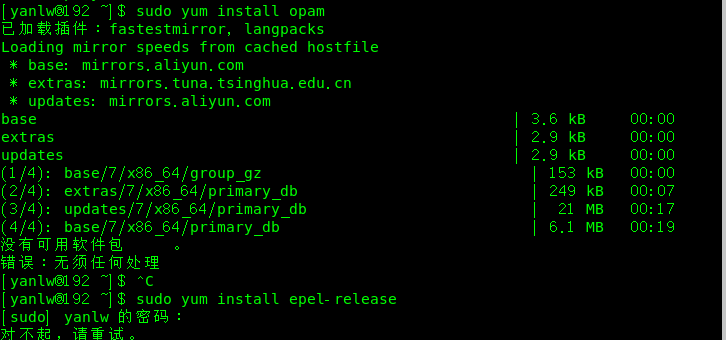 [yanlw@192 ~]$ sudo yum install opam
已加载插件：fastestmirror, langpacks
Loading mirror speeds from cached hostfile
 * base: mirrors.aliyun.com
 * extras: mirrors.tuna.tsinghua.edu.cn
 * updates: mirrors.aliyun.com
base | 3.6 kB 00:00
extras | 2.9 kB 00:00
updates | 2.9 kB 00:00
(1/4): base/7/x86_64/group_gz | 153 kB 00:00
(2/4): extras/7/x86_64/primary_db | 249 kB 00:07
(3/4): updates/7/x86_64/primary_db | 21 MB 00:17
(4/4): base/7/x86_64/primary_db | 6.1 MB 00:19
没有可用软件包 。
错误：无须任何处理
[yanlw@192 ~]$ ^C
[yanlw@192 ~]$ sudo yum install epel-release
[sudo] yanlw 的密码：
对不起，请重试。